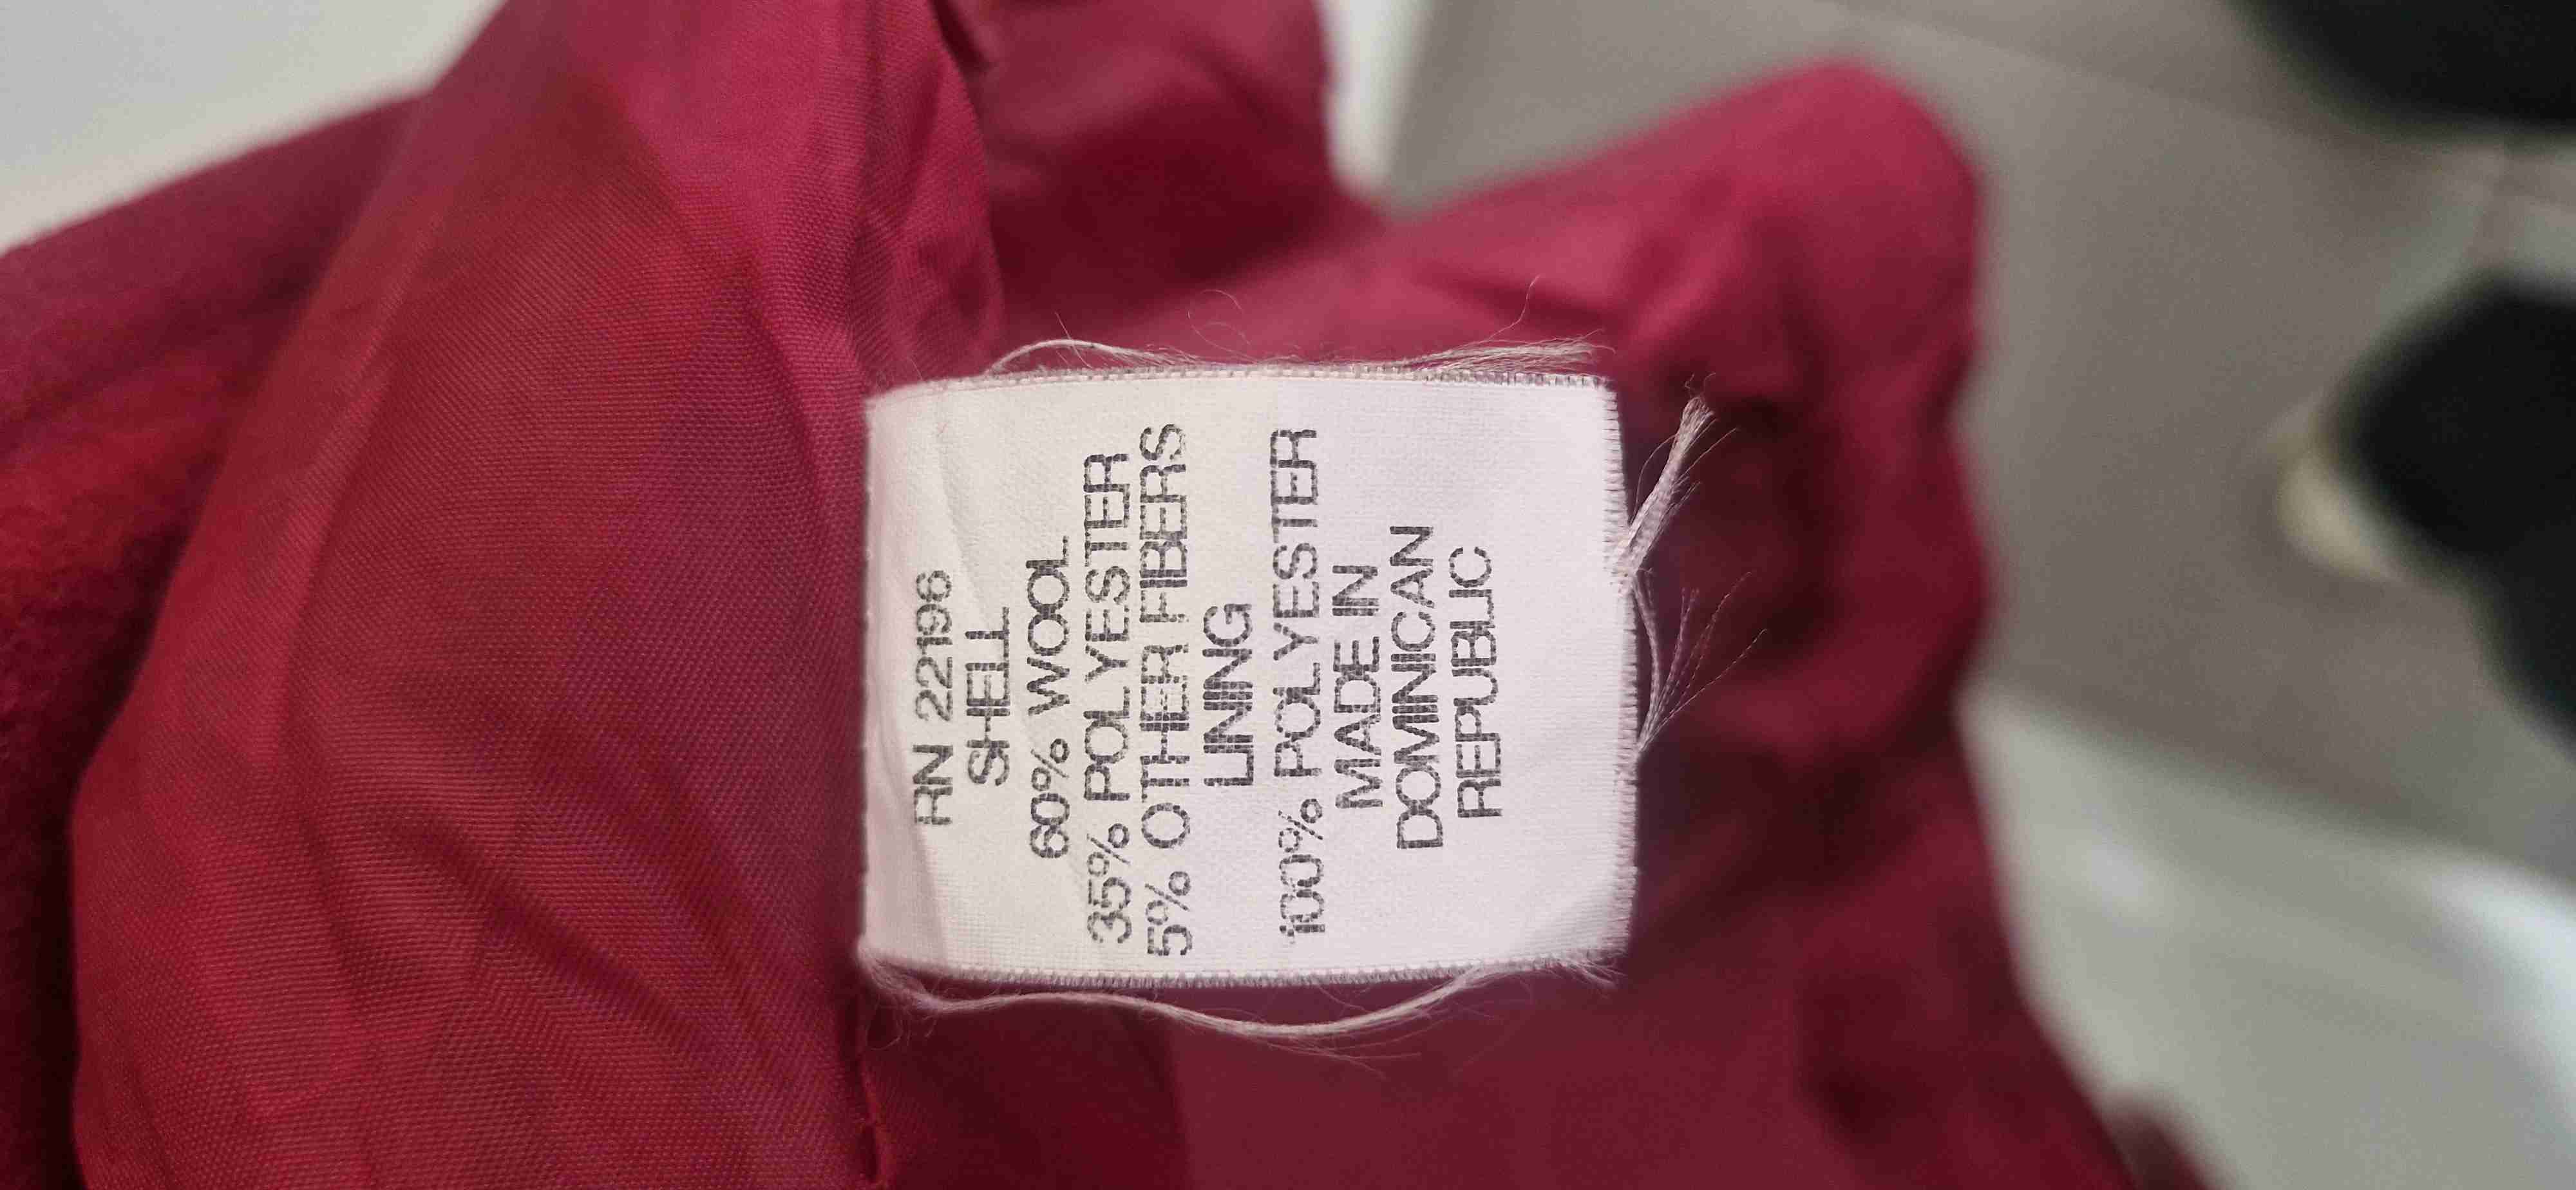 RN 22196
SHELL
60% WOOL
35% POLYESTER
5% OTHER FIBERS
LINING
100% POLYESTER
MADE IN
DOMINICAN
REPUBLIC